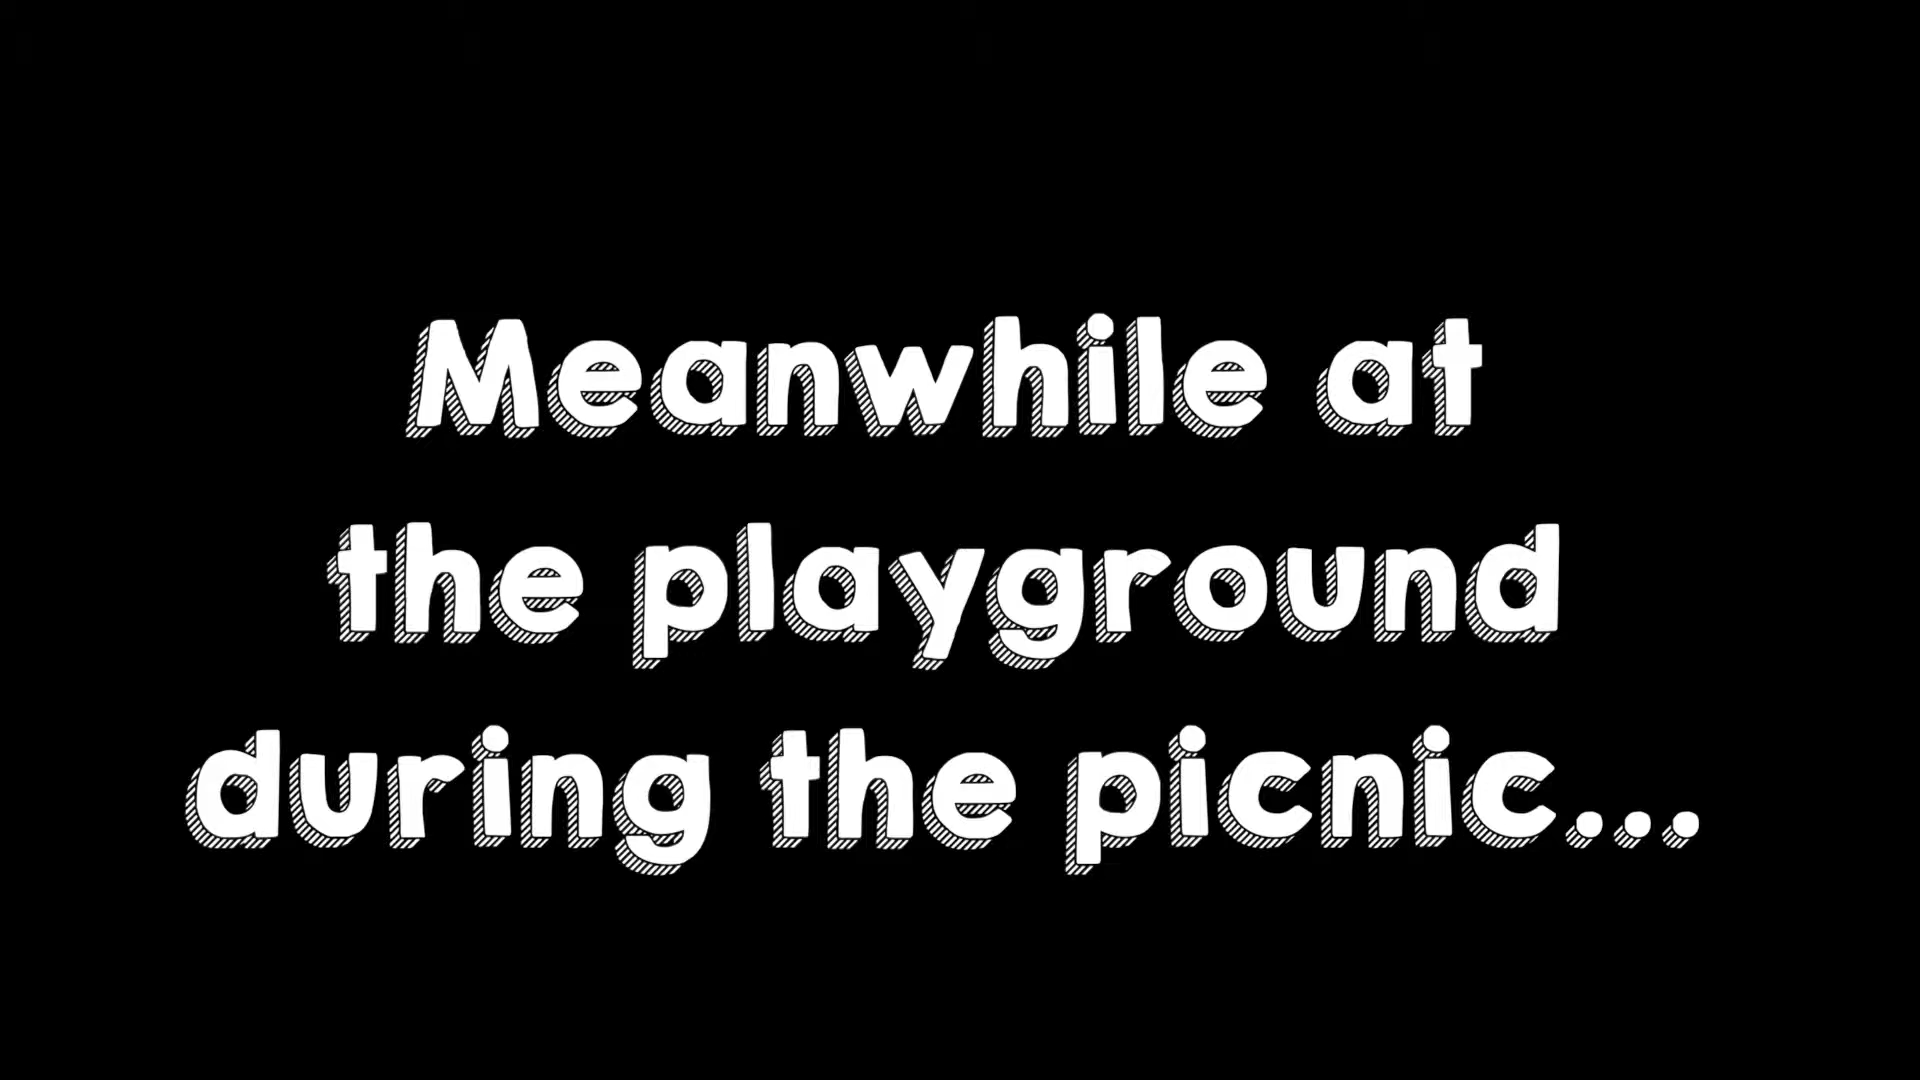 Meanwhile at
the playground
during the picnic...